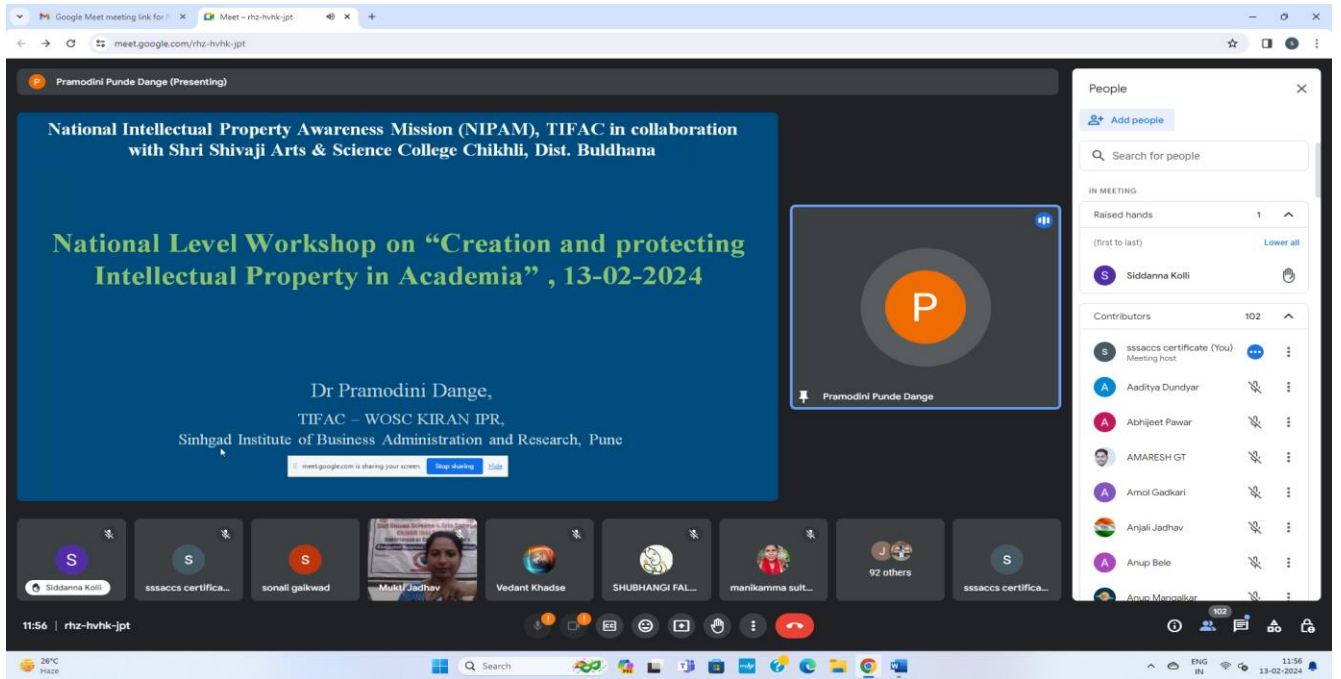 Google Meet meeting link for
Meet – rhz-hvhk-jpt
meet.google.com/rhz-hvhk-jpt
S
P
Pramodini Punde Dange (Presenting)
National Intellectual Property Awareness Mission (NIPAM), TIFAC in collaboration
with Shri Shivaji Arts & Science College Chikhli, Dist. Buldhana
National Level Workshop on “Creation and protecting
Intellectual Property in Academia” , 13-02-2024
Dr Pramodini Dange,
TIFAC – WOSC KIRAN IPR,
Sinhgad Institute of Business Administration and Research, Pune
meet.google.com is sharing your screen. Stop sharing Hide
P
Pramodini Punde Dange
People
Add people
Search for people
IN MEETING
Raised hands 1
(first to last) Lower all
S Siddanna Kolli
Contributors 102
s sssaccs certificate (You)
Meeting host
A Aaditya Dundyar
A Abhijeet Pawar
AMARESH GT
A Amol Gadkari
Anjali Jadhav
A Anup Bele
Anup Mangalkar
S
Siddanna Kolli
s
sssaccs certifica...
s
sonali gaikwad
Mukti Jadhav
Vedant Khadse
SHUBHANGI FAL...
manikamma sult...
J
92 others
s
sssaccs certifica...
11:56 | rhz-hvhk-jpt
CC
102
26°C
Haze
Search
ENG
IN
11:56
13-02-2024